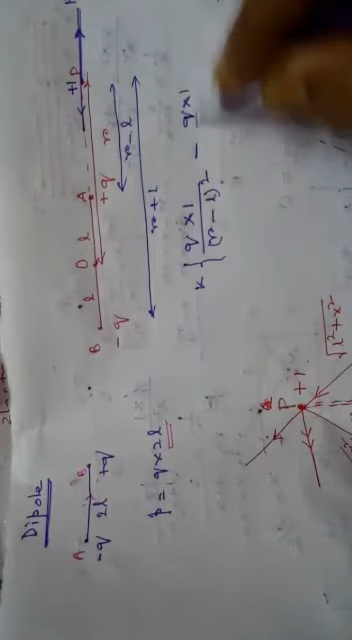 Dipole
A B
-q 2l +q
p = q × 2l
B l O l A P +1
-q +q r
r - l
r + l
K { q × 1 / (r - l)² - q × 1
P +1
√l² + x²